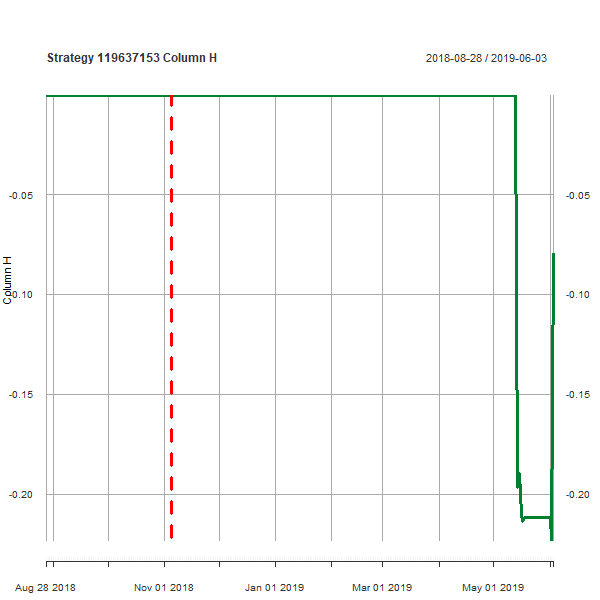 Strategy 119637153 Column H
2018-08-28 / 2019-06-03
Column H
-0.05
-0.10
-0.15
-0.20
-0.05
-0.10
-0.15
-0.20
Aug 28 2018
Nov 01 2018
Jan 01 2019
Mar 01 2019
May 01 2019